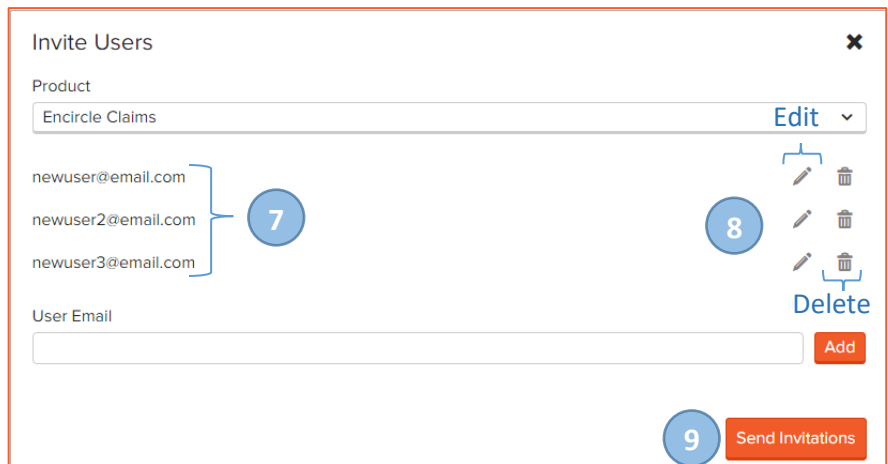 Invite Users
Product
Encircle Claims
Edit
newuser@email.com
newuser2@email.com
7
8
newuser3@email.com
Delete
User Email
Add
9
Send Invitations